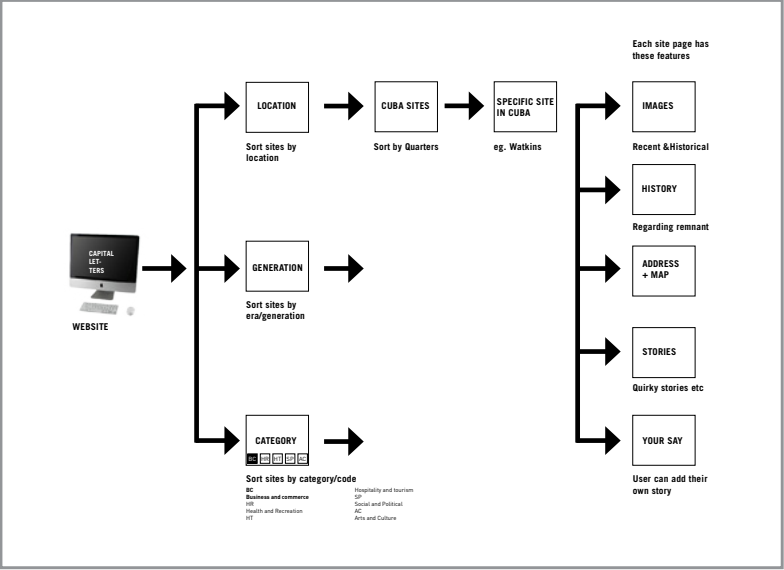 Each site page has
these features
LOCATION
CUBA SITES
SPECIFIC SITE
IN CUBA
IMAGES
Sort sites by
location
Sort by Quarters
eg. Watkins
Recent &Historical
HISTORY
Regarding remnant
CAPITAL
LET-
TERS
WEBSITE
GENERATION
Sort sites by
era/generation
ADDRESS
+ MAP
STORIES
Quirky stories etc
CATEGORY
BC HR HT SP AC
Sort sites by category/code
BC
Business and commerce
HR
Health and Recreation
HT
Hospitality and tourism
SP
Social and Political
AC
Arts and Culture
YOUR SAY
User can add their
own story